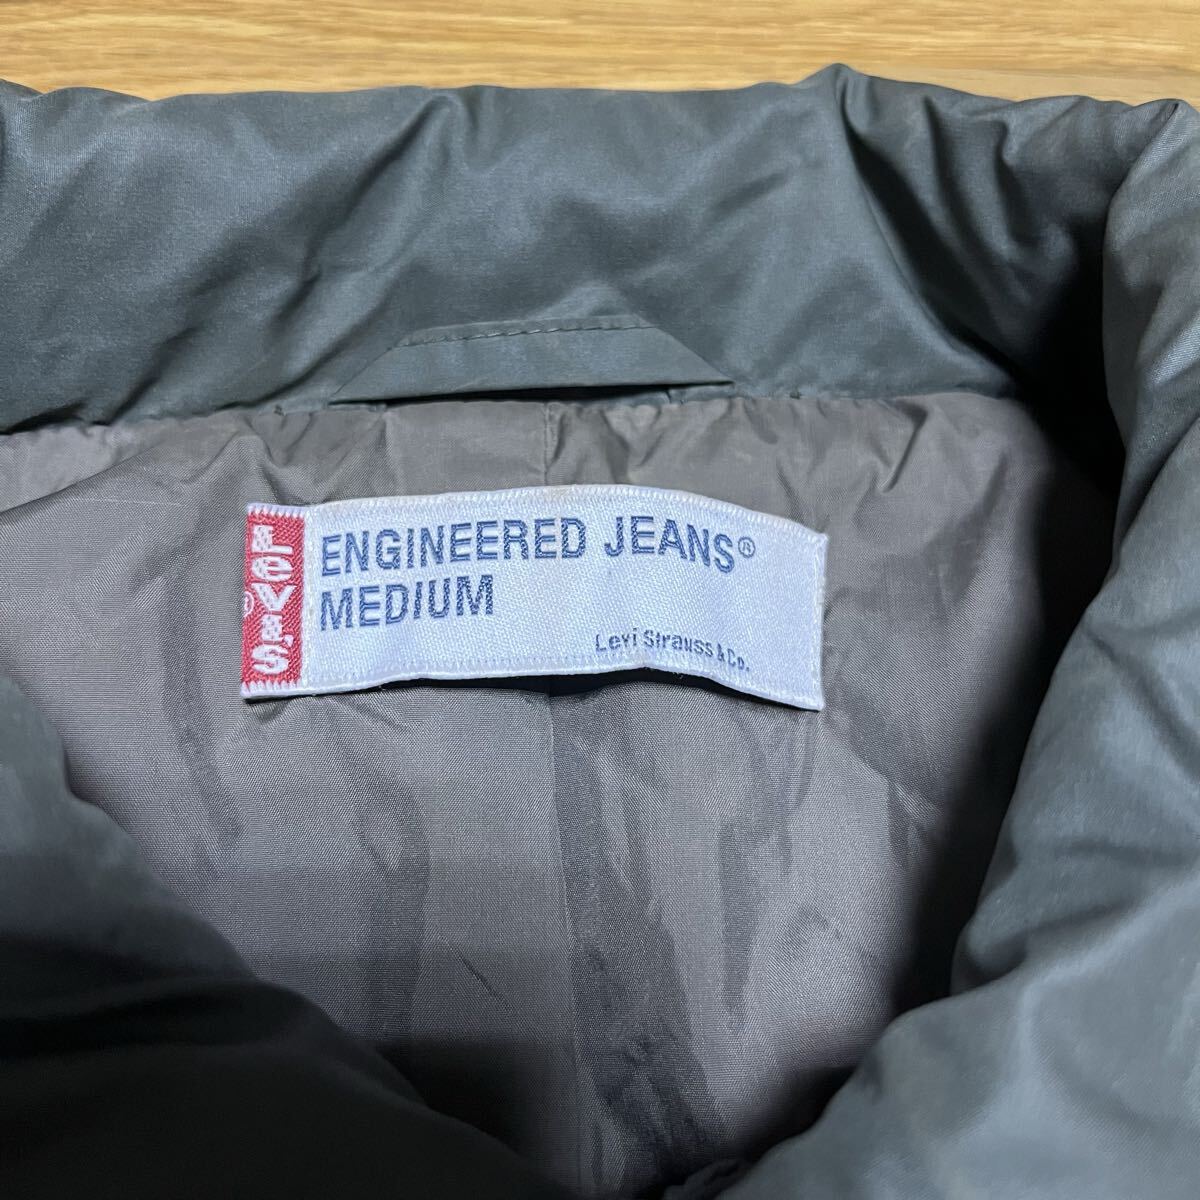 LEVI'S®
ENGINEERED JEANS®
MEDIUM
Levi Strauss & Co.